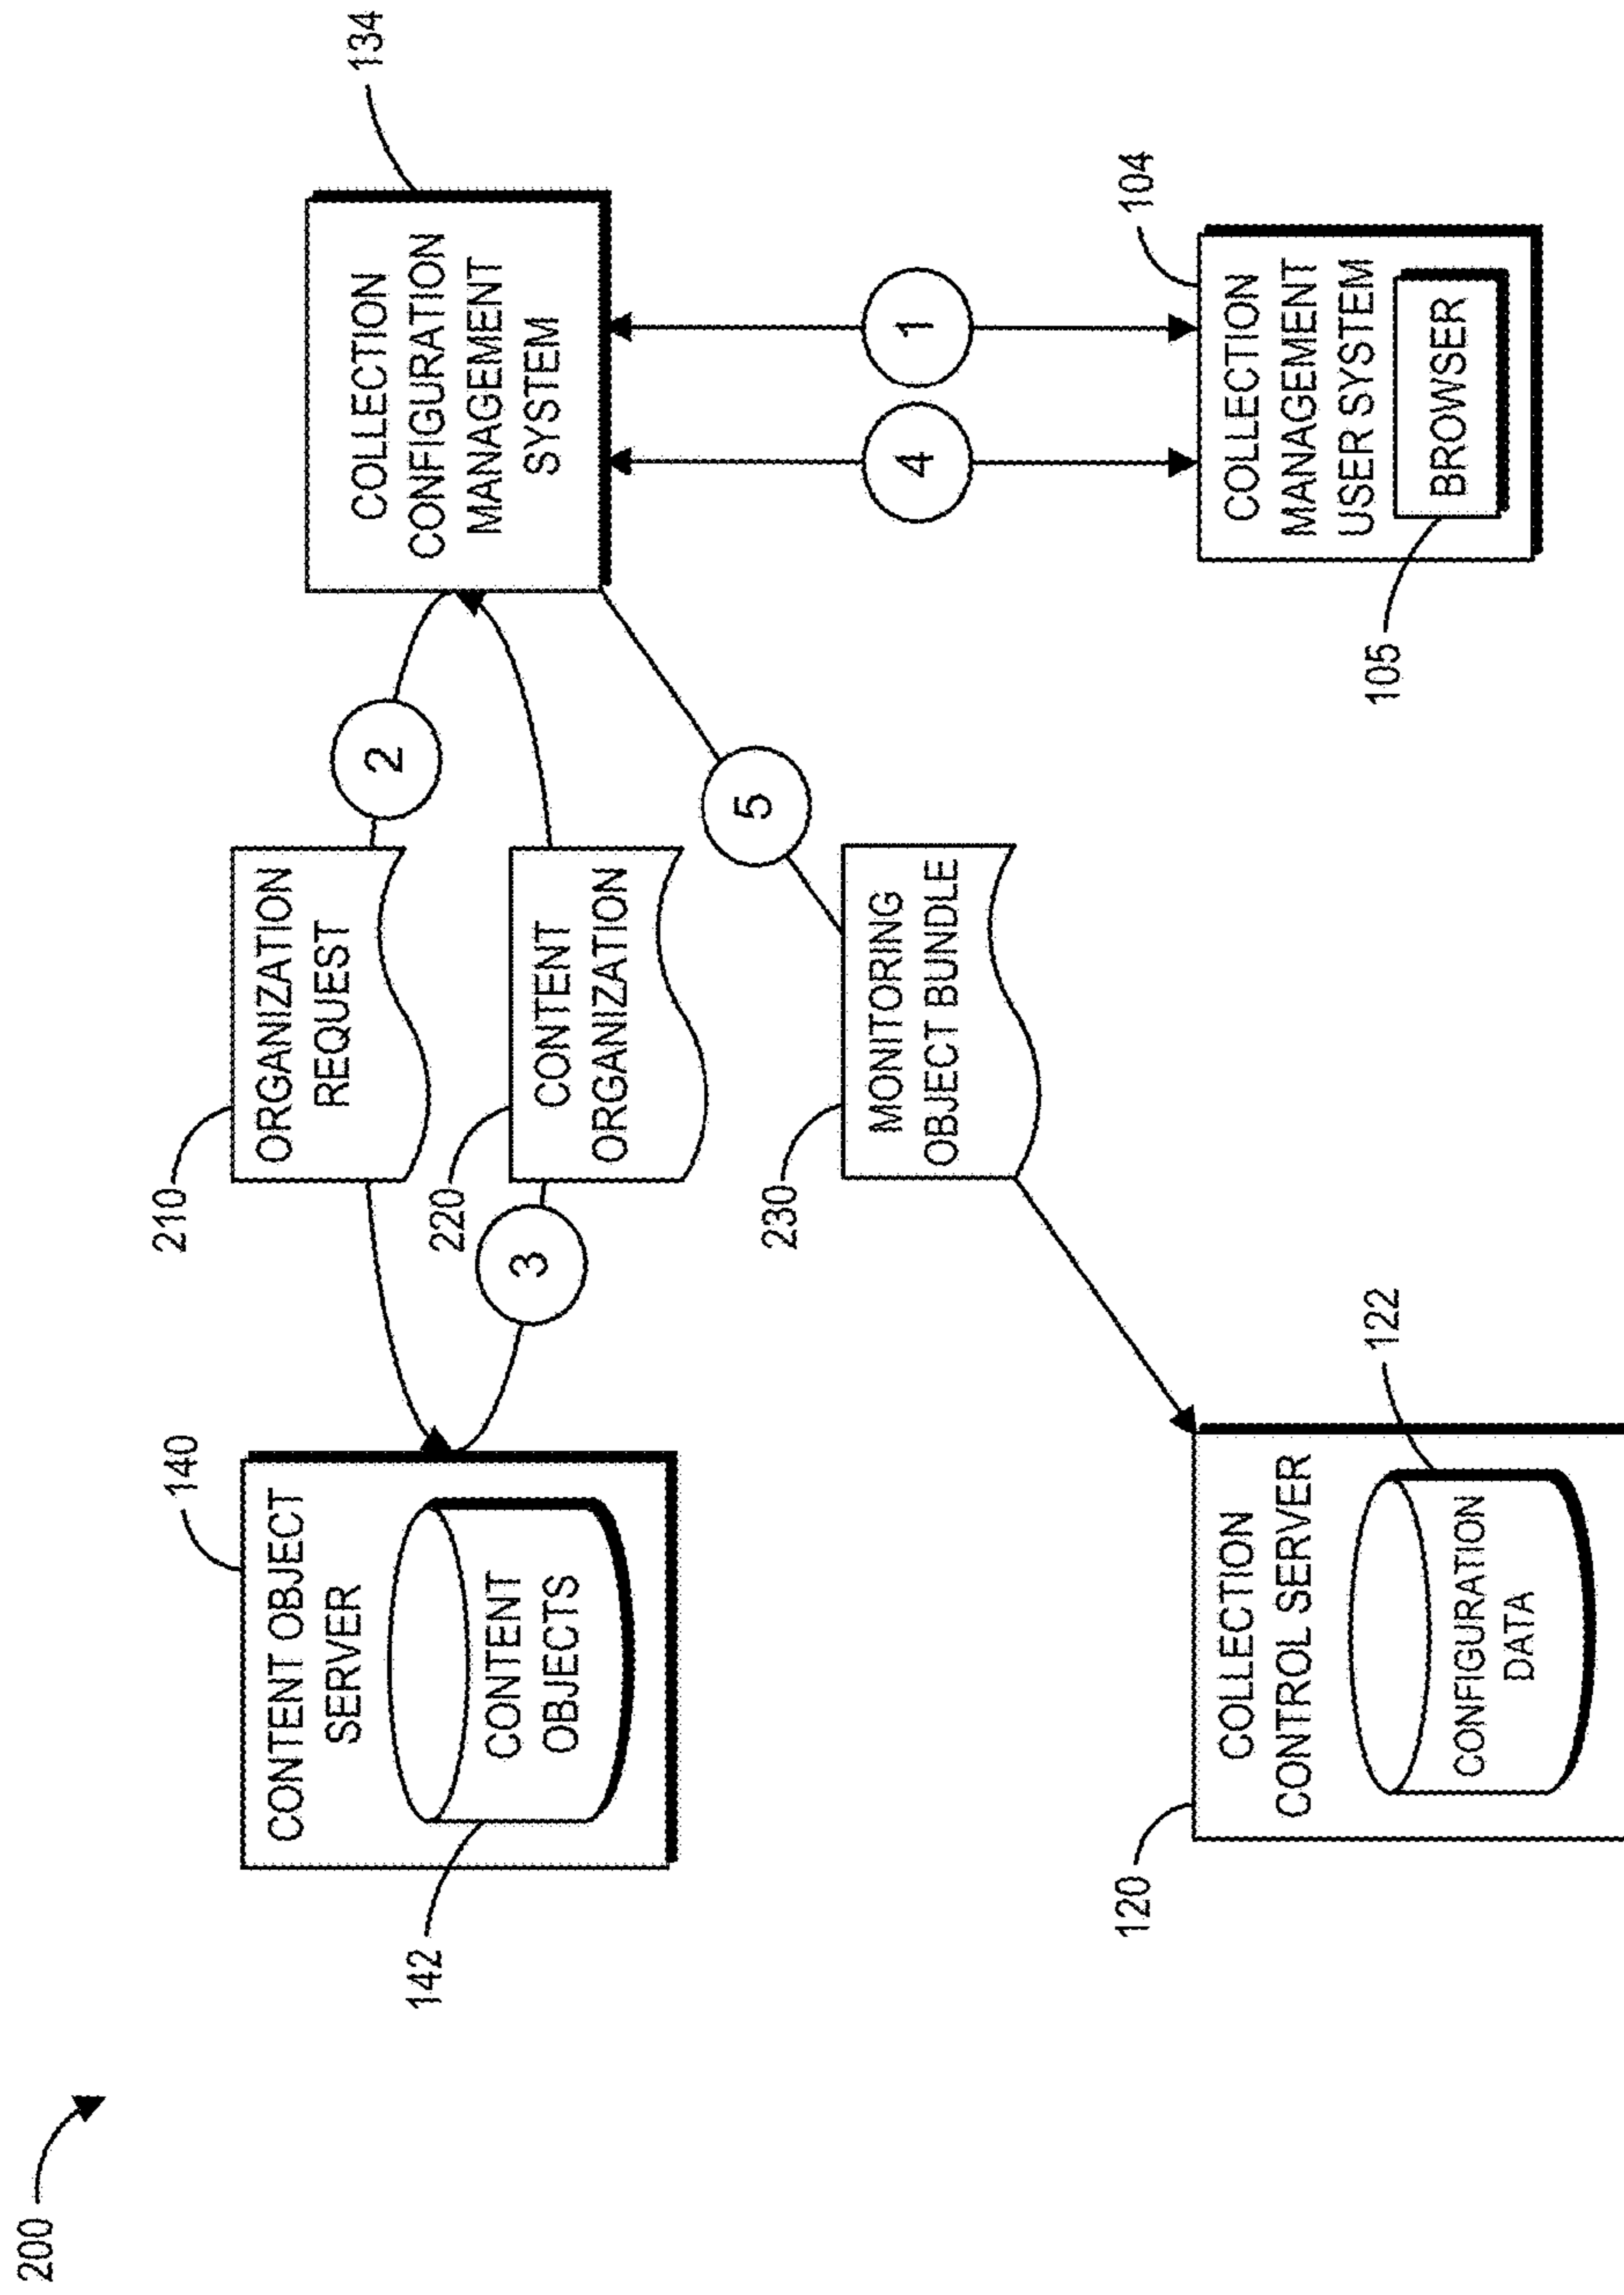 200
140
CONTENT OBJECT
SERVER
CONTENT
OBJECTS
142
210
ORGANIZATION
REQUEST
2
220
CONTENT
ORGANIZATION
3
134
COLLECTION
CONFIGURATION
MANAGEMENT
SYSTEM
230
MONITORING
OBJECT BUNDLE
5
4
1
120
COLLECTION
CONTROL SERVER
122
CONFIGURATION
DATA
104
COLLECTION
MANAGEMENT
USER SYSTEM
BROWSER
105